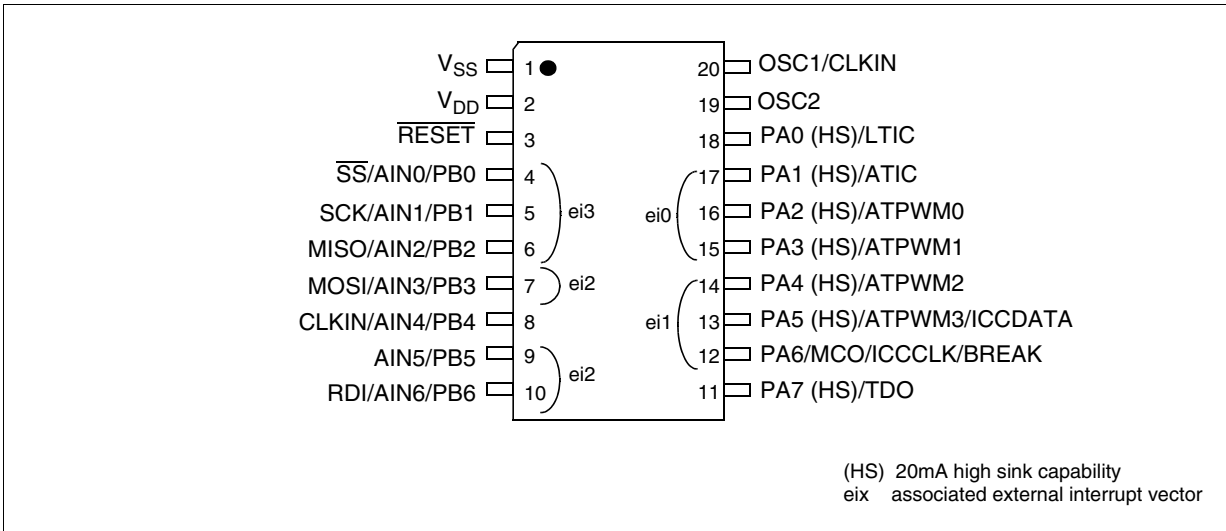 V_SS 1 20 OSC1/CLKIN
V_DD 2 19 OSC2
R̅E̅S̅E̅T̅ 3 18 PA0 (HS)/LTIC
S̅S̅/AIN0/PB0 4 17 PA1 (HS)/ATIC
SCK/AIN1/PB1 5 ei3 ei0 16 PA2 (HS)/ATPWM0
MISO/AIN2/PB2 6 15 PA3 (HS)/ATPWM1
MOSI/AIN3/PB3 7 ei2 14 PA4 (HS)/ATPWM2
CLKIN/AIN4/PB4 8 ei1 13 PA5 (HS)/ATPWM3/ICCDATA
AIN5/PB5 9 12 PA6/MCO/ICCCLK/BREAK
ei2
RDI/AIN6/PB6 10 11 PA7 (HS)/TDO
(HS) 20mA high sink capability
eix associated external interrupt vector